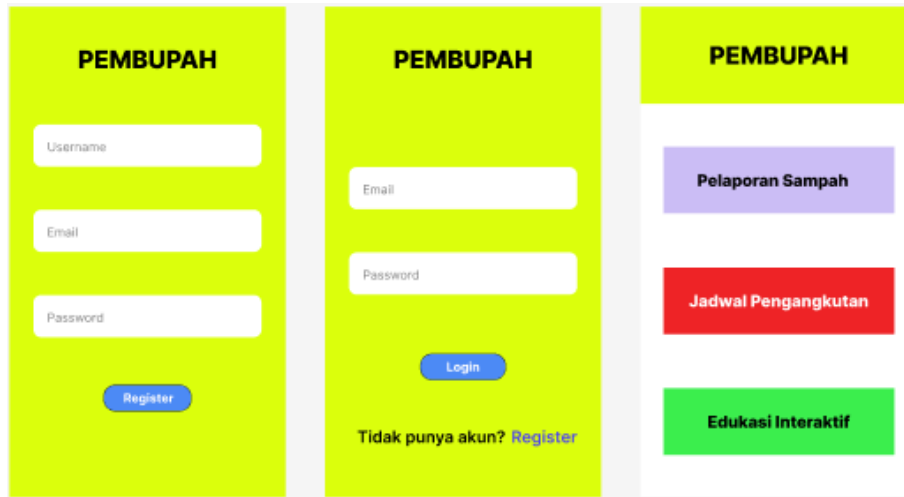 PEMBUPAH
Username
Email
Password
Register
PEMBUPAH
Email
Password
Login
Tidak punya akun? Register
PEMBUPAH
Pelaporan Sampah
Jadwal Pengangkutan
Edukasi Interaktif